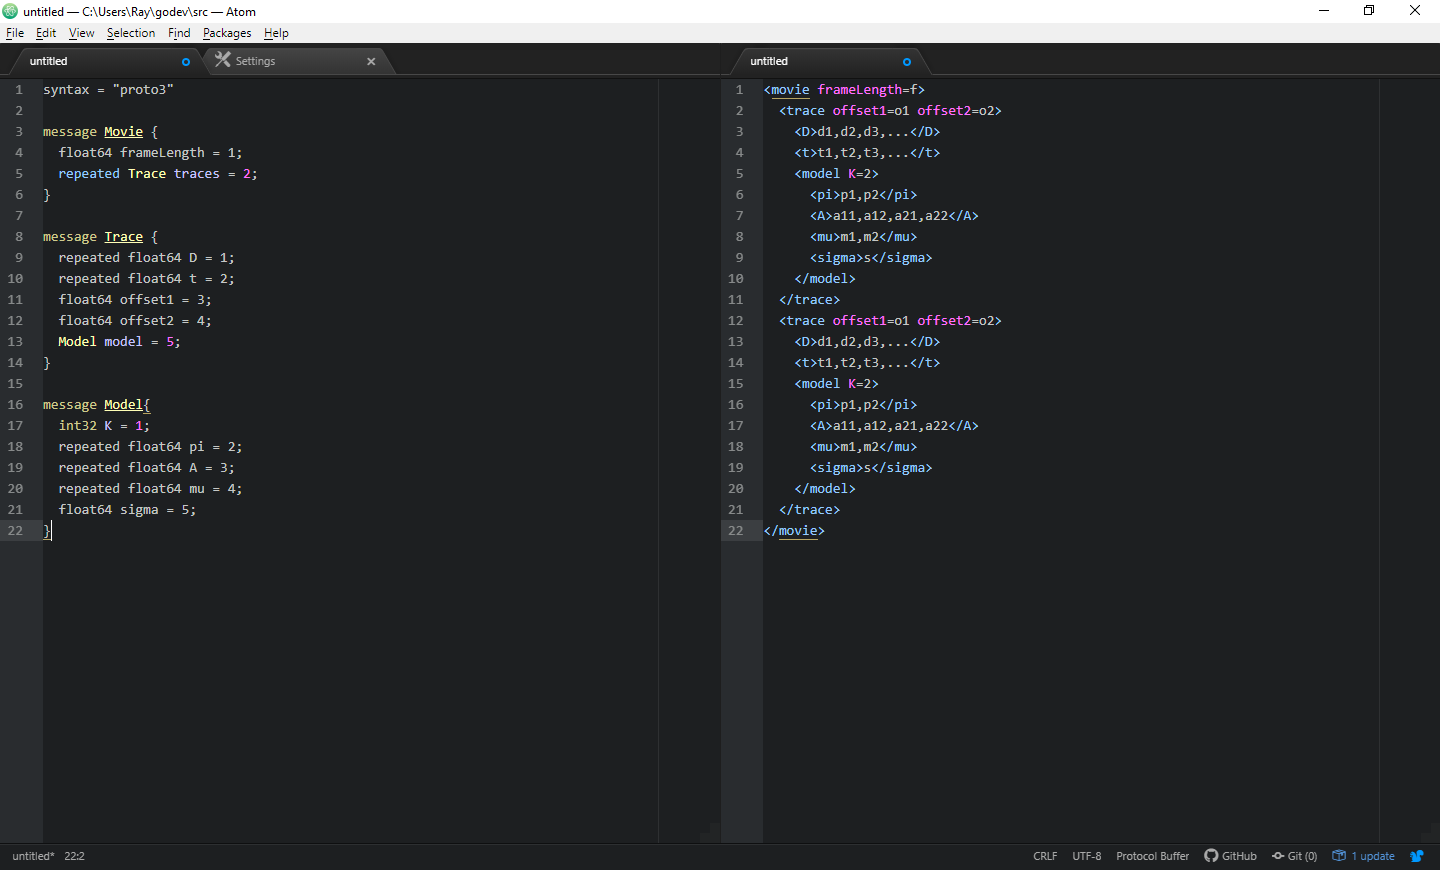 untitled — C:\Users\Ray\godev\src — Atom
File Edit View Selection Find Packages Help
untitled Settings
1 syntax = "proto3"
2
3 message Movie {
4 float64 frameLength = 1;
5 repeated Trace traces = 2;
6 }
7
8 message Trace {
9 repeated float64 D = 1;
10 repeated float64 t = 2;
11 float64 offset1 = 3;
12 float64 offset2 = 4;
13 Model model = 5;
14 }
15
16 message Model{
17 int32 K = 1;
18 repeated float64 pi = 2;
19 repeated float64 A = 3;
20 repeated float64 mu = 4;
21 float64 sigma = 5;
22 }
untitled
1 <movie frameLength=f>
2 <trace offset1=o1 offset2=o2>
3 <D>d1,d2,d3,...</D>
4 <t>t1,t2,t3,...</t>
5 <model K=2>
6 <pi>p1,p2</pi>
7 <A>a11,a12,a21,a22</A>
8 <mu>m1,m2</mu>
9 <sigma>s</sigma>
10 </model>
11 </trace>
12 <trace offset1=o1 offset2=o2>
13 <D>d1,d2,d3,...</D>
14 <t>t1,t2,t3,...</t>
15 <model K=2>
16 <pi>p1,p2</pi>
17 <A>a11,a12,a21,a22</A>
18 <mu>m1,m2</mu>
19 <sigma>s</sigma>
20 </model>
21 </trace>
22 </movie>
untitled* 22:2 CRLF UTF-8 Protocol Buffer GitHub Git (0) 1 update